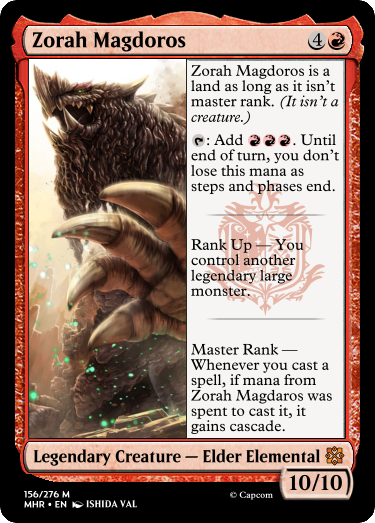 Zorah Magdoros 4
Zorah Magdoros is a
land as long as it isn't
master rank. (It isn't a
creature.)
: Add . Until
end of turn, you don't
lose this mana as
steps and phases end.
Rank Up — You
control another
legendary large
monster.
Master Rank —
Whenever you cast a
spell, if mana from
Zorah Magdaros was
spent to cast it, it
gains cascade.
Legendary Creature — Elder Elemental
10/10
156/276 M
MHR • EN ISHIDA VAL
© Capcom